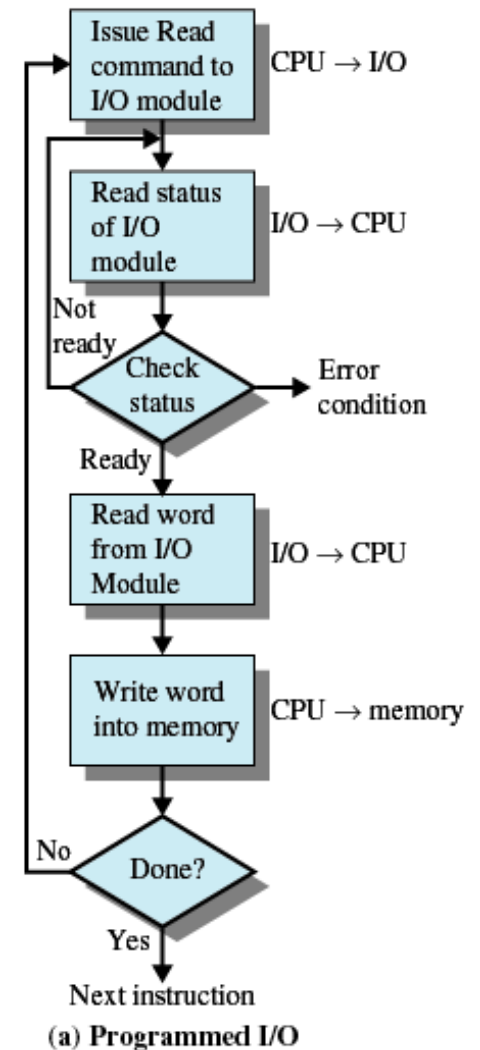 Issue Read
command to
I/O module
CPU → I/O
Read status
of I/O
module
I/O → CPU
Not
ready
Check
status
Error
condition
Ready
Read word
from I/O
Module
I/O → CPU
Write word
into memory
CPU → memory
No
Done?
Yes
Next instruction
(a) Programmed I/O